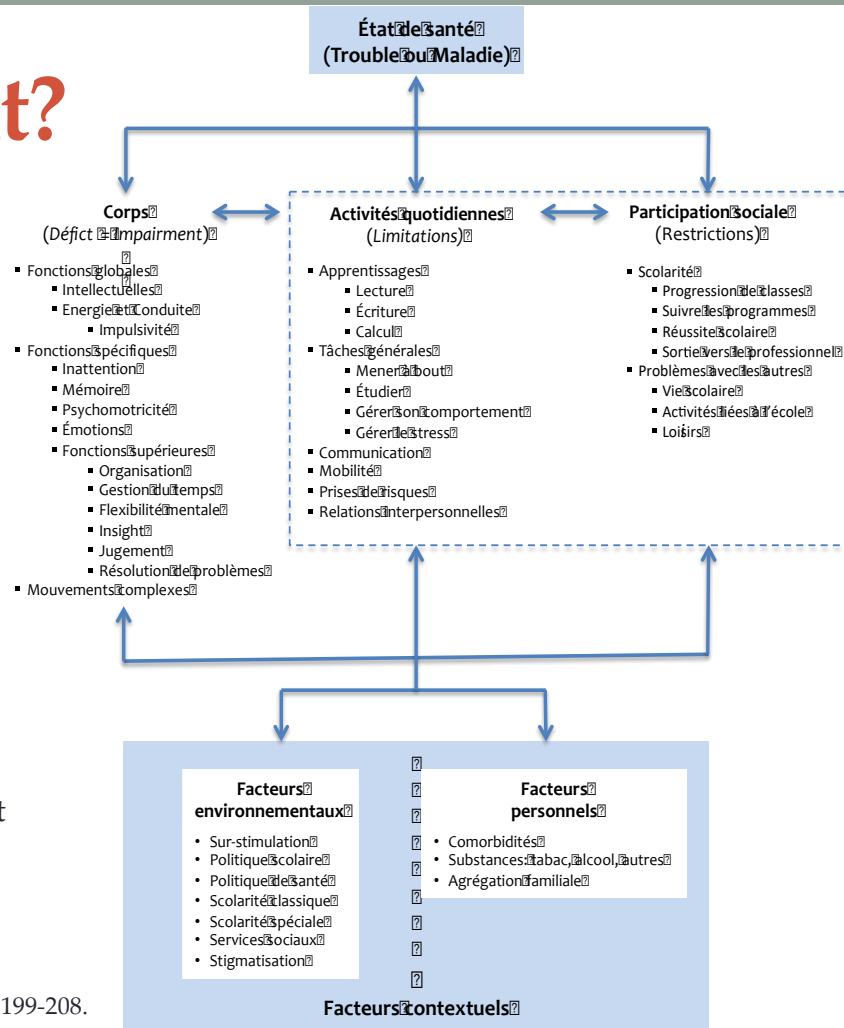 t?
État de santé
(Trouble ou Maladie)
Corps
(Défict = Impairment)
▪ Fonctions globales
▪ Intellectuelles
▪ Energie et Conduite
▪ Impulsivité
▪ Fonctions spécifiques
▪ Inattention
▪ Mémoire
▪ Psychomotricité
▪ Émotions
▪ Fonctions supérieures
▪ Organisation
▪ Gestion du temps
▪ Flexibilité mentale
▪ Insight
▪ Jugement
▪ Résolution de problèmes
▪ Mouvements complexes
Activités quotidiennes
(Limitations)
▪ Apprentissages
▪ Lecture
▪ Écriture
▪ Calcul
▪ Tâches générales
▪ Mener à bout
▪ Étudier
▪ Gérer son comportement
▪ Gérer le stress
▪ Communication
▪ Mobilité
▪ Prises de risques
▪ Relations interpersonnelles
Participation sociale
(Restrictions)
▪ Scolarité
▪ Progression de classes
▪ Suivre les programmes
▪ Réussite scolaire
▪ Sortie vers le professionnel
▪ Problèmes avec les autres
▪ Vie scolaire
▪ Activités liées à l'école
▪ Loisirs
t
Facteurs
environnementaux
• Sur-stimulation
• Politique scolaire
• Politique de santé
• Scolarité classique
• Scolarité spéciale
• Services sociaux
• Stigmatisation
Facteurs
personnels
• Comorbidités
• Substances: tabac, alcool, autres
• Agrégation familiale
199-208.
Facteurs contextuels